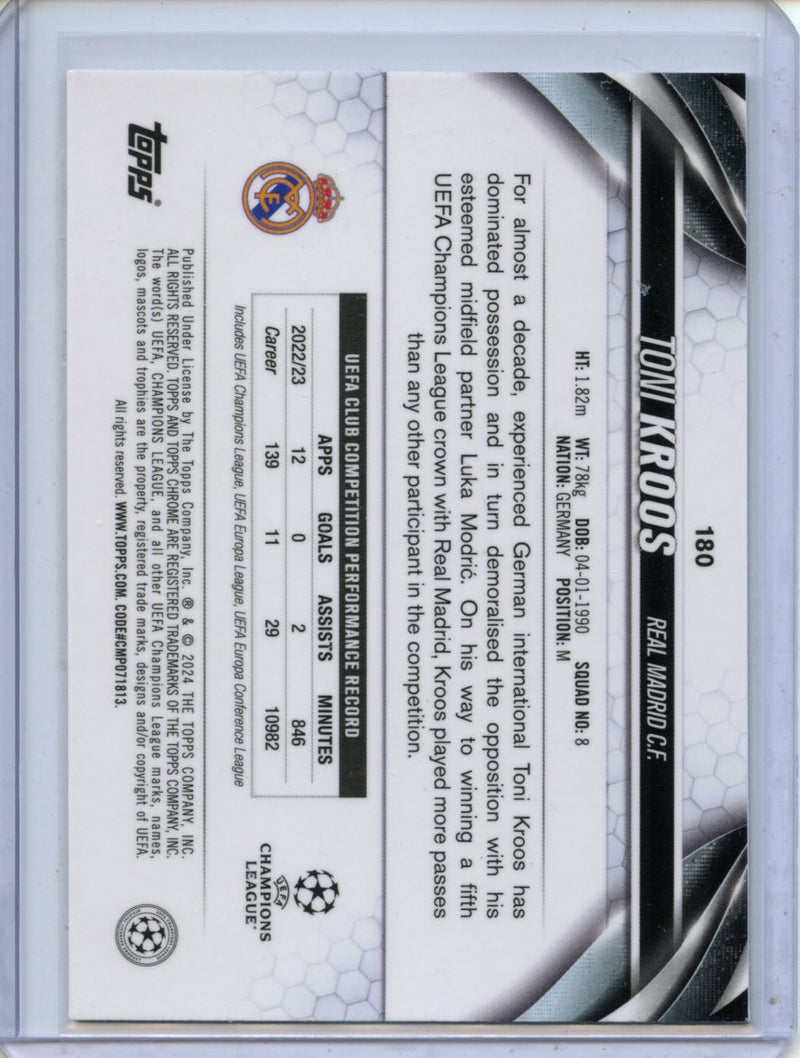 180
TONI KROOS REAL MADRID C.F.
HT: 1.82m WT: 78kg DOB: 04-01-1990 SQUAD NO: 8
NATION: GERMANY POSITION: M
For almost a decade, experienced German international Toni Kroos has
dominated possession and in turn demoralised the opposition with his
esteemed midfield partner Luka Modrić. On his way to winning a fifth
UEFA Champions League crown with Real Madrid, Kroos played more passes
than any other participant in the competition.
UEFA CLUB COMPETITION PERFORMANCE RECORD
APPS GOALS ASSISTS MINUTES
2022/23 12 0 2 846
Career 139 11 29 10982
Includes UEFA Champions League, UEFA Europa League, UEFA Europa Conference League
UEFA
CHAMPIONS
LEAGUE®
topps®
Published Under License by The Topps Company, Inc. ® & © 2024 THE TOPPS COMPANY, INC.
ALL RIGHTS RESERVED. TOPPS AND TOPPS CHROME ARE REGISTERED TRADEMARKS OF THE TOPPS COMPANY, INC.
The word(s) UEFA, CHAMPIONS LEAGUE, and all other UEFA Champions League marks, names,
logos, mascots and trophies are the property, registered trade marks, designs and/or copyright of UEFA.
All rights reserved. WWW.TOPPS.COM. CODE#CMP071813.